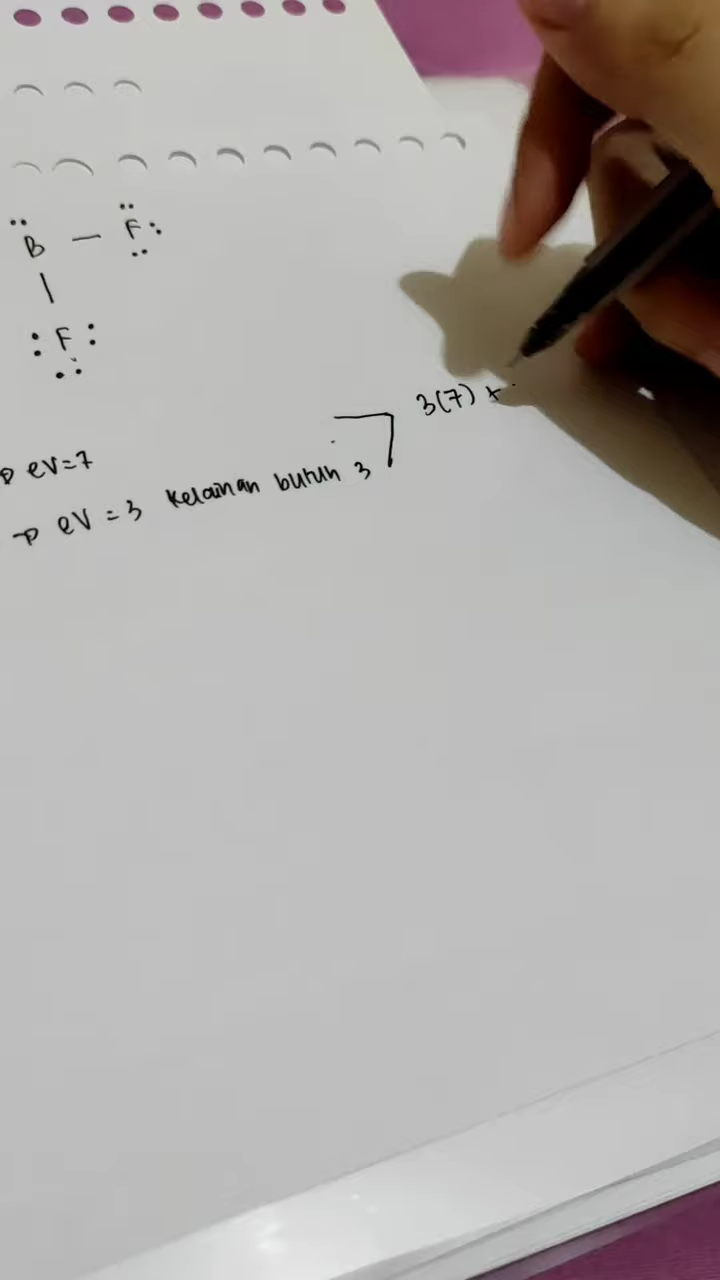 B — F
F
eV=7
3(7) +
eV = 3 Kelainan butuh 3